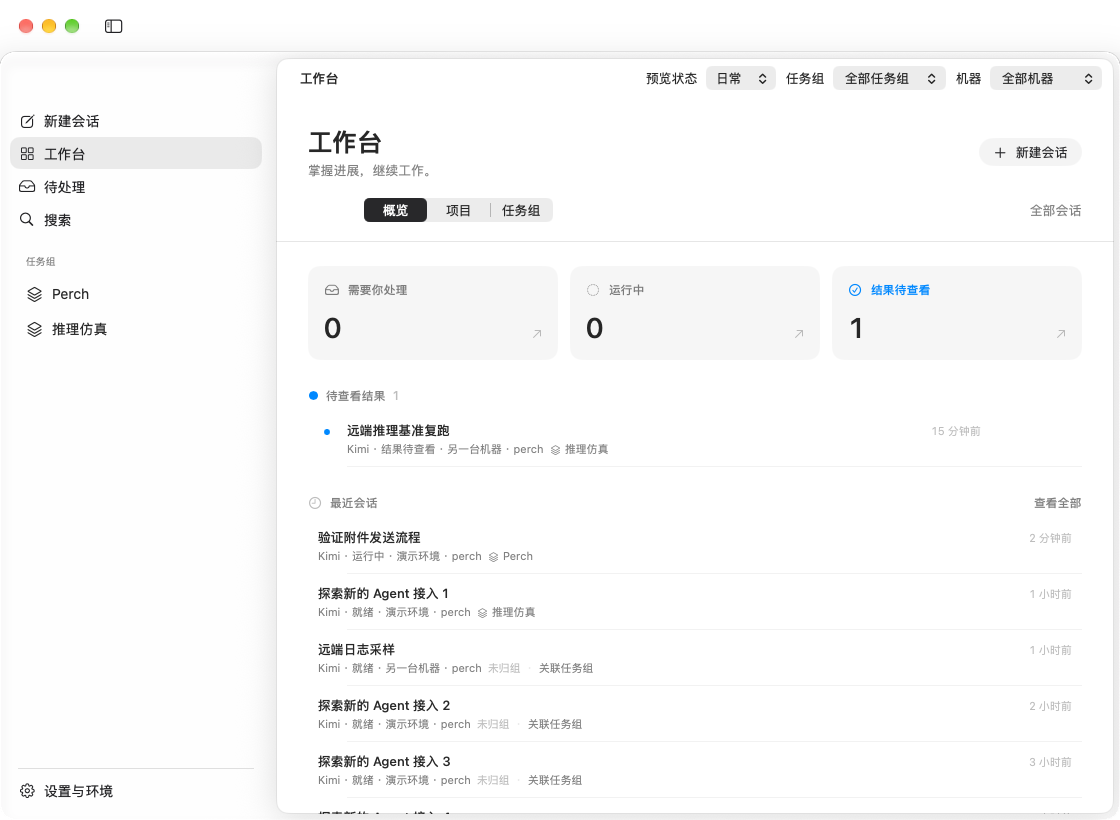 工作台
预览状态 日常 任务组 全部任务组 机器 全部机器
新建会话
工作台
待处理
搜索
任务组
Perch
推理仿真
设置与环境
工作台
掌握进展，继续工作。
新建会话
概览 项目 任务组
全部会话
需要你处理
0
运行中
0
结果待查看
1
待查看结果 1
远端推理基准复跑
15 分钟前
Kimi · 结果待查看 · 另一台机器 · perch 推理仿真
最近会话
查看全部
验证附件发送流程
2 分钟前
Kimi · 运行中 · 演示环境 · perch Perch
探索新的 Agent 接入 1
1 小时前
Kimi · 就绪 · 演示环境 · perch 推理仿真
远端日志采样
1 小时前
Kimi · 就绪 · 另一台机器 · perch 未归组 · 关联任务组
探索新的 Agent 接入 2
2 小时前
Kimi · 就绪 · 演示环境 · perch 未归组 · 关联任务组
探索新的 Agent 接入 3
3 小时前
Kimi · 就绪 · 演示环境 · perch 未归组 · 关联任务组